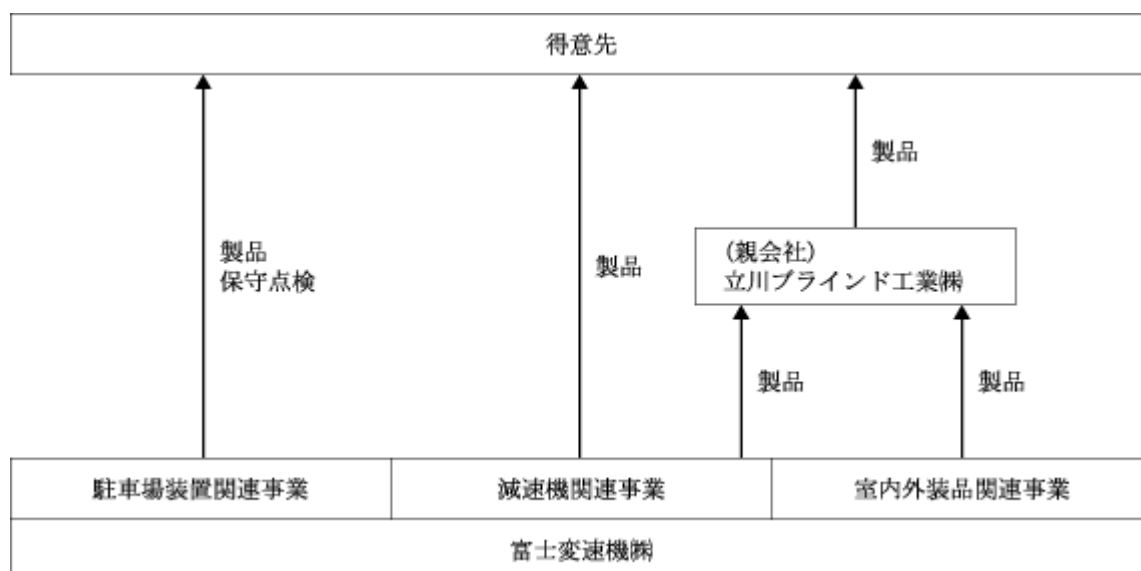 得意先
製品
製品
保守点検
製品
(親会社)
立川ブラインド工業㈱
製品
製品
駐車場装置関連事業
減速機関連事業
室内外装品関連事業
富士変速機㈱